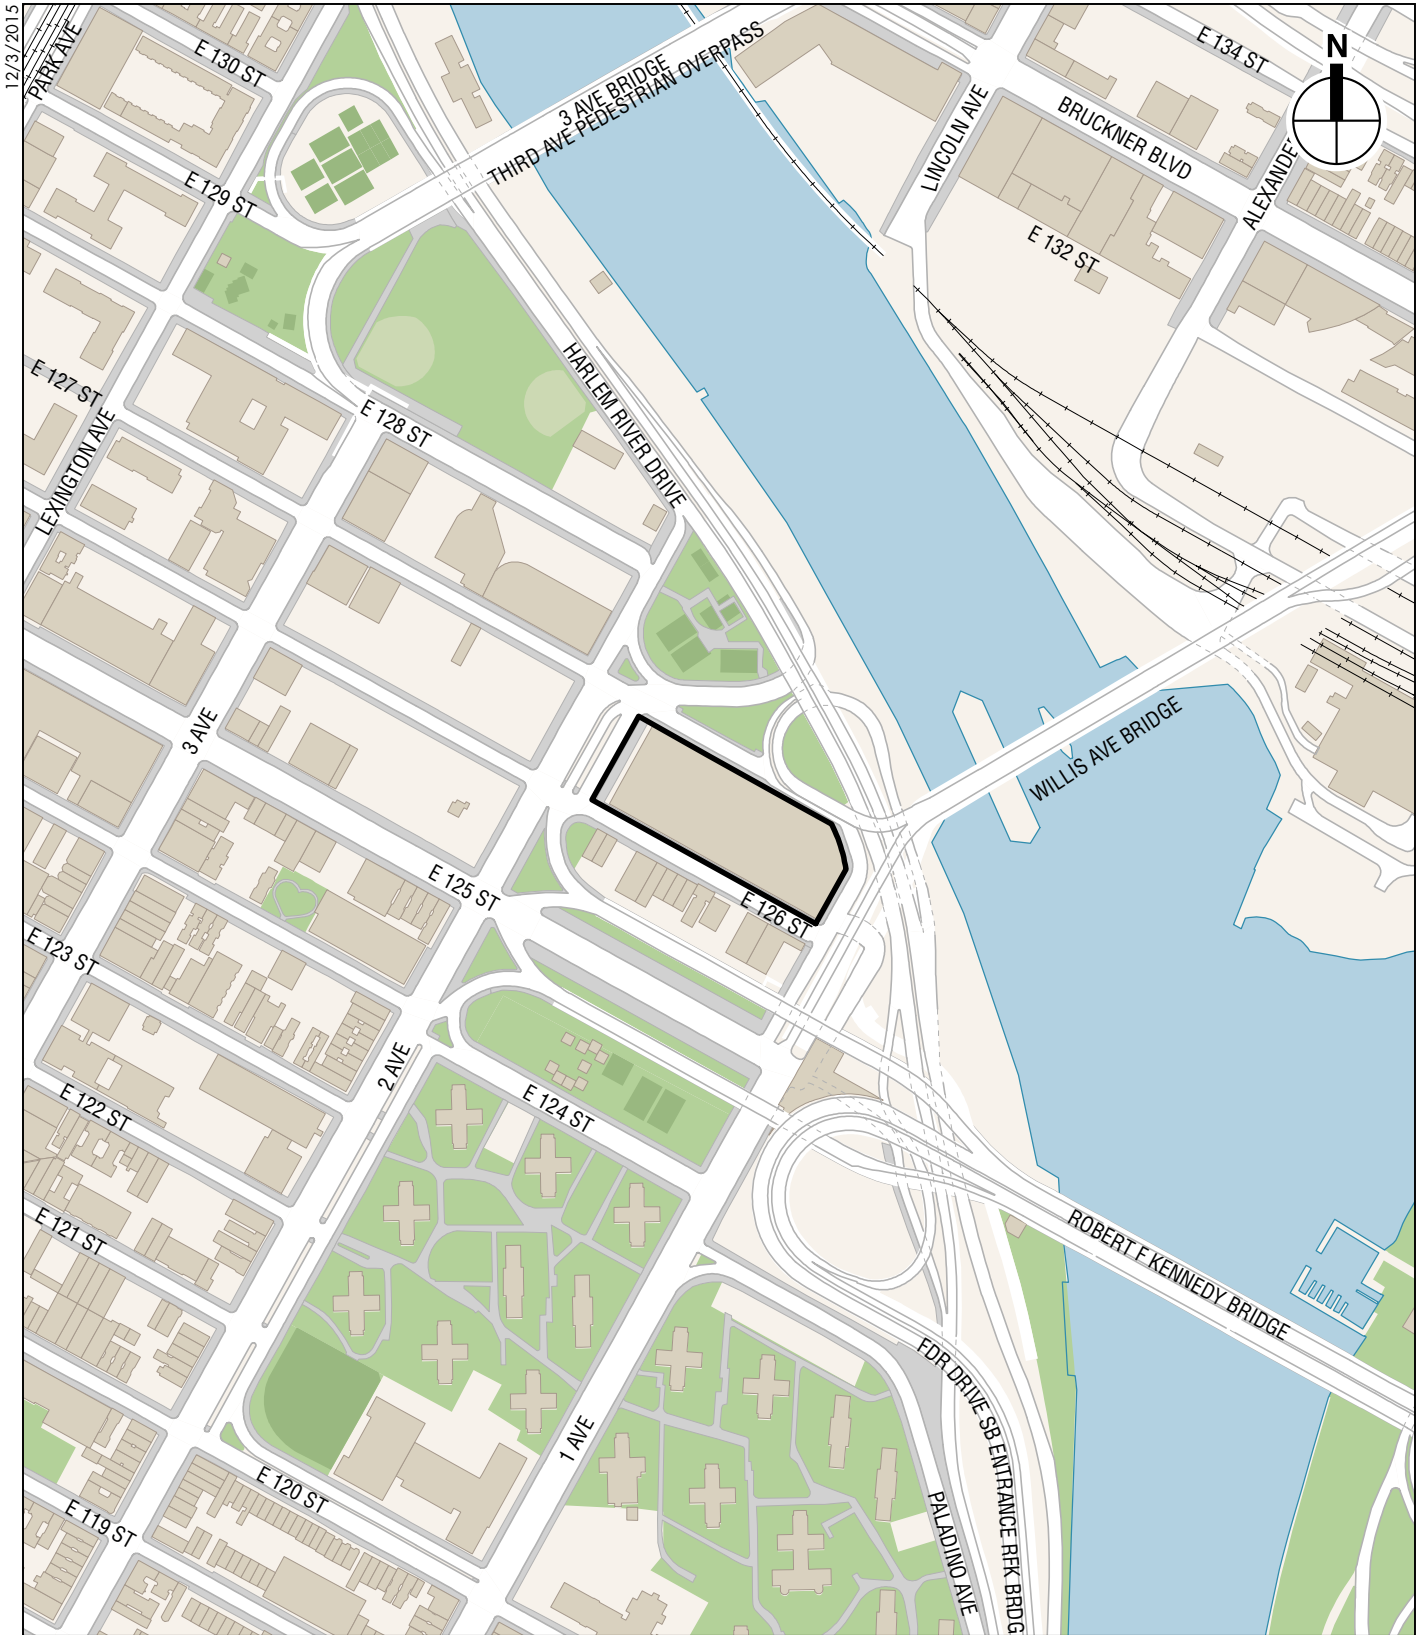 12/3/2015
PARK AVE
E 130 ST
3 AVE BRIDGE
THIRD AVE PEDESTRIAN OVERPASS
E 134 ST
N
LINCOLN AVE
BRUCKNER BLVD
ALEXANDE
E 129 ST
E 132 ST
E 127 ST
HARLEM RIVER DRIVE
E 128 ST
LEXINGTON AVE
3 AVE
WILLIS AVE BRIDGE
E 125 ST
E 126 ST
E 123 ST
2 AVE
E 122 ST
E 124 ST
E 121 ST
ROBERT F KENNEDY BRIDGE
FDR DRIVE SB ENTRANCE RFK BRDG
1 AVE
E 120 ST
E 119 ST
PALADINO AVE